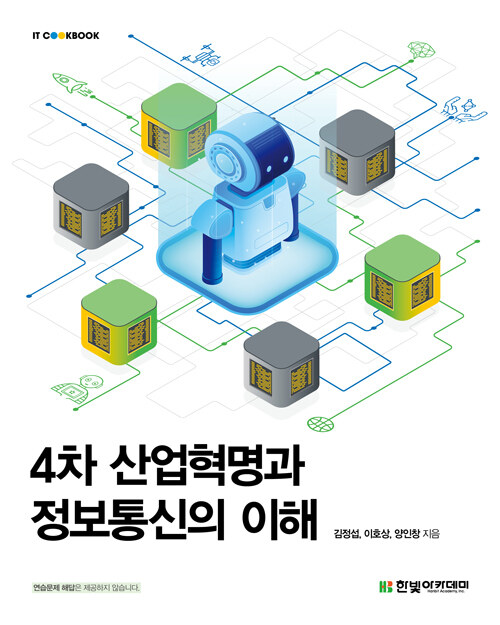 IT COOKBOOK
4차 산업혁명과
정보통신의 이해
김정섭, 이호상, 양인창 지음
연습문제 해답은 제공하지 않습니다.
한빛아카데미
Hanbit Academy, Inc.